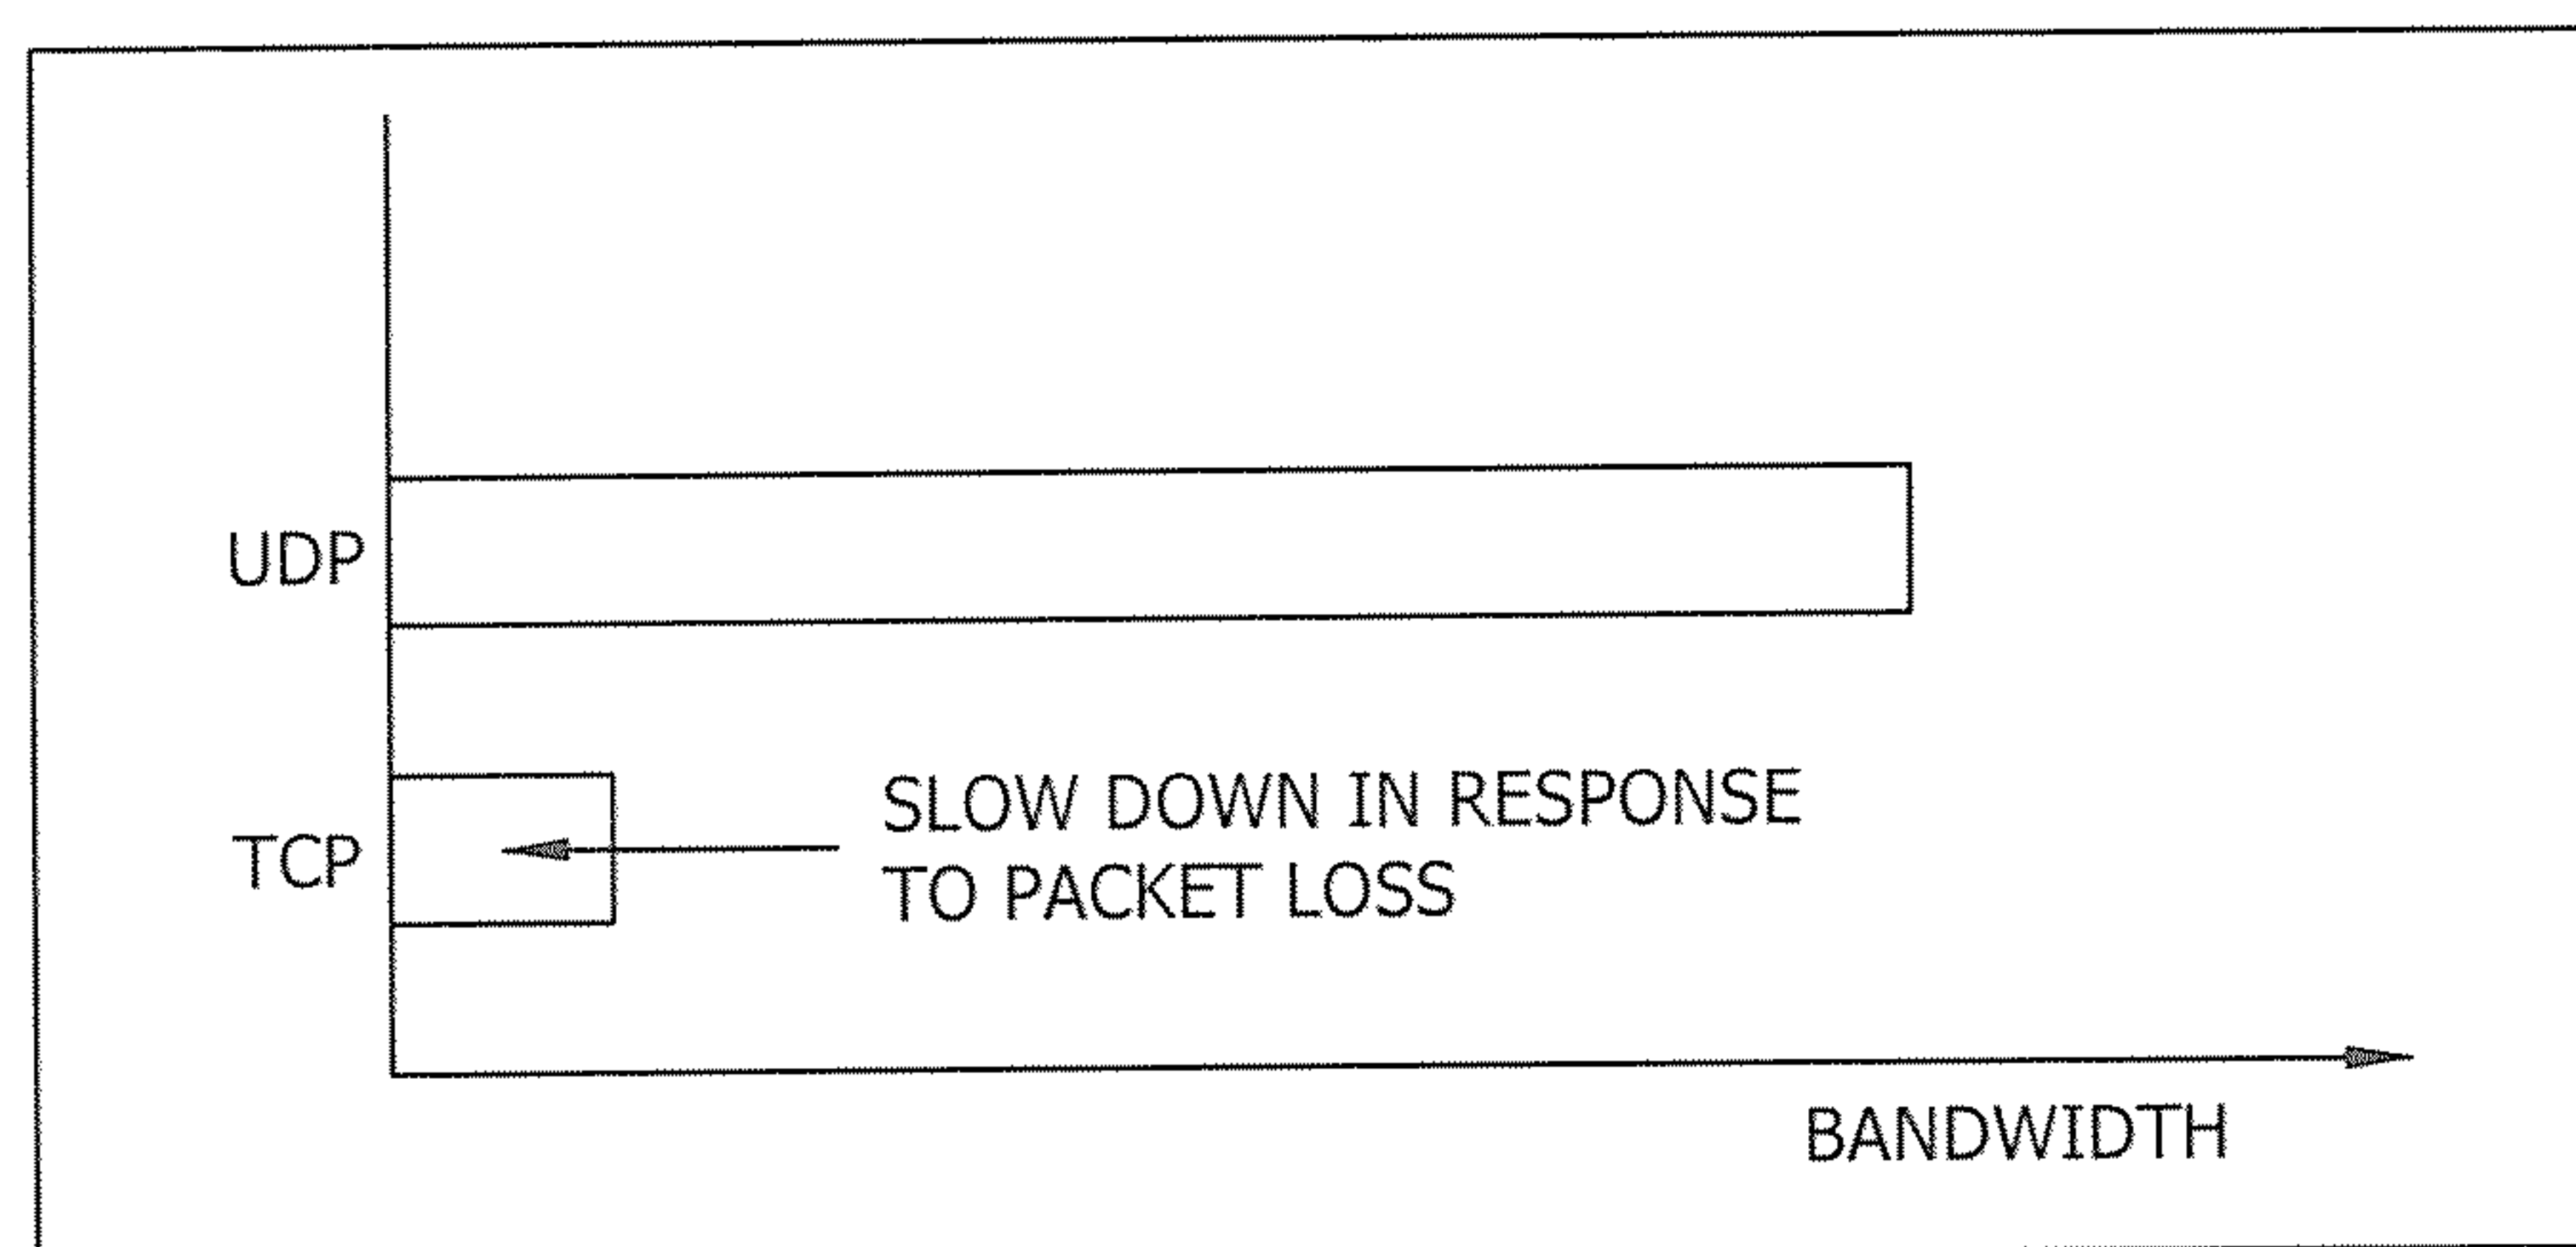 UDP
TCP
SLOW DOWN IN RESPONSE
TO PACKET LOSS
BANDWIDTH